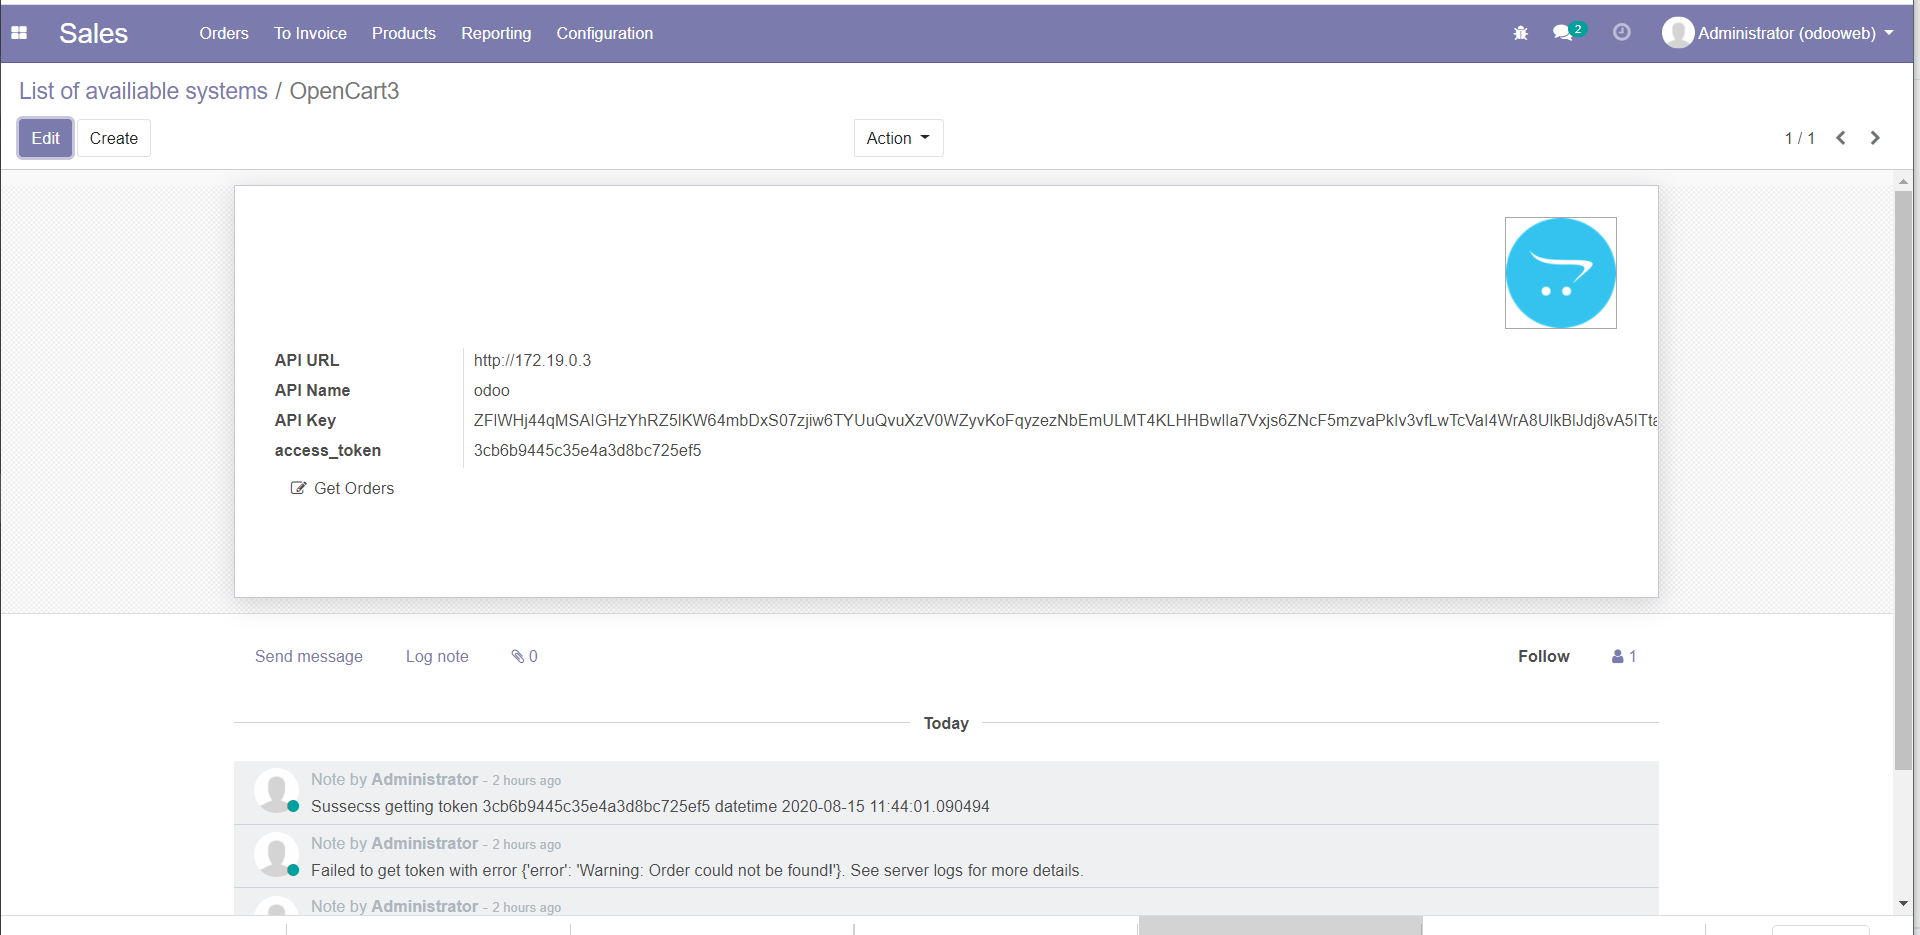 Sales Orders To Invoice Products Reporting Configuration 2 Administrator (odooweb)
List of availiable systems / OpenCart3
Edit Create Action 1 / 1
API URL http://172.19.0.3
API Name odoo
API Key
access_token 3cb6b9445c35e4a3d8bc725ef5
Get Orders
Send message Log note 0 Follow 1
Today
Note by Administrator - 2 hours ago
Sussecss getting token 3cb6b9445c35e4a3d8bc725ef5 datetime 2020-08-15 11:44:01.090494
Note by Administrator - 2 hours ago
Failed to get token with error {'error': 'Warning: Order could not be found!'}. See server logs for more details.
Note by Administrator - 2 hours ago